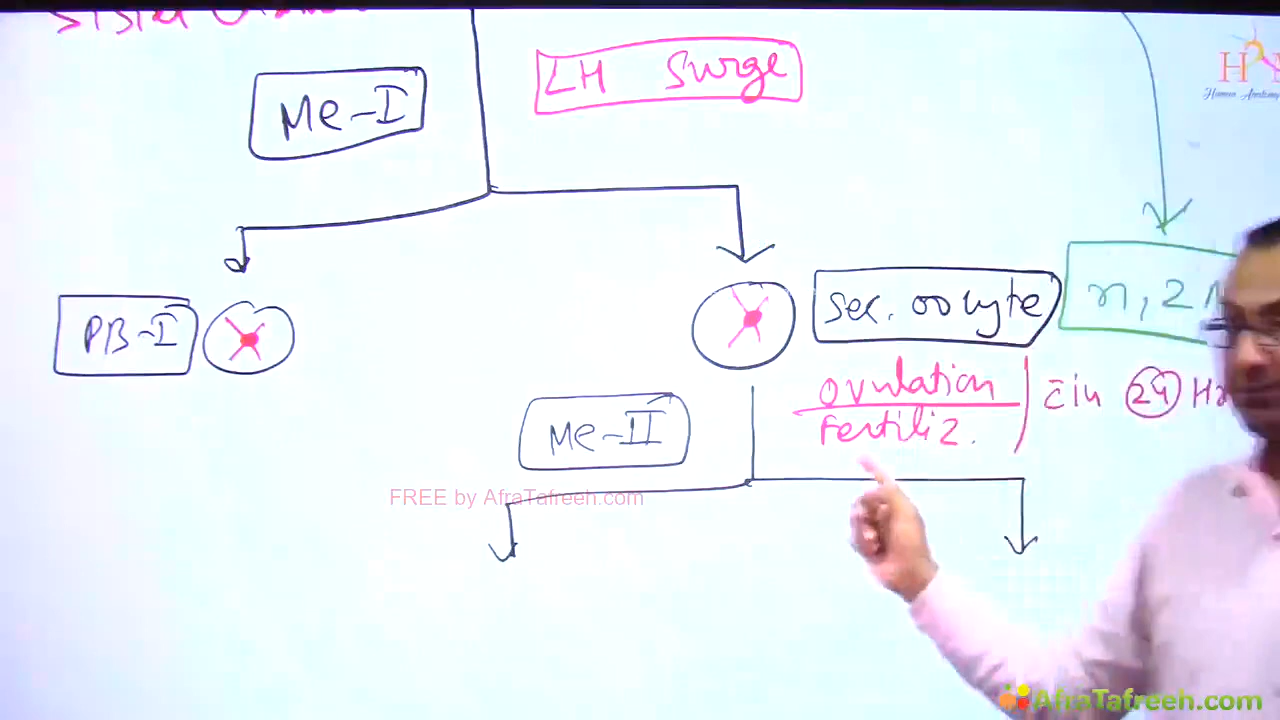 LH Surge
Me-I
PB-I
Sec. oocyte
n, 2
ovulation
Fertiliz.
c̄in 24 Hr
Me-II
FREE by AfraTafreeh.com
AfraTafreeh.com